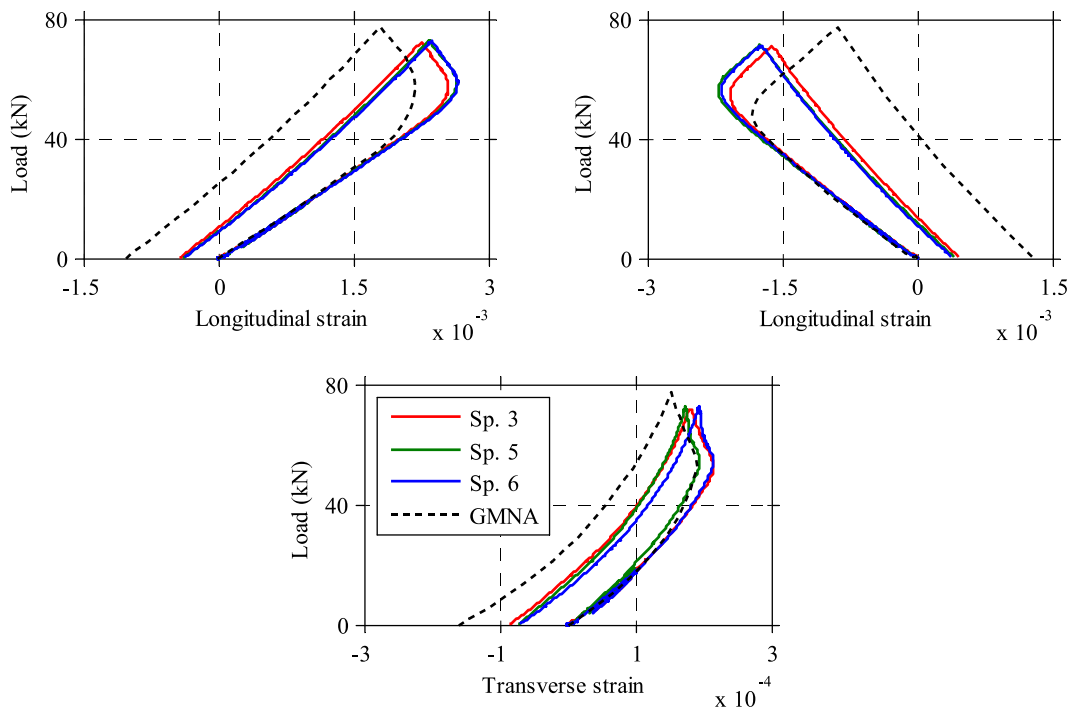 80
40
0
Load (kN)
-1.5
0
1.5
3
Longitudinal strain
x 10-3
80
40
0
Load (kN)
-3
-1.5
0
1.5
Longitudinal strain
x 10-3
80
40
0
Load (kN)
Sp. 3
Sp. 5
Sp. 6
GMNA
-3
-1
1
3
Transverse strain
x 10-4